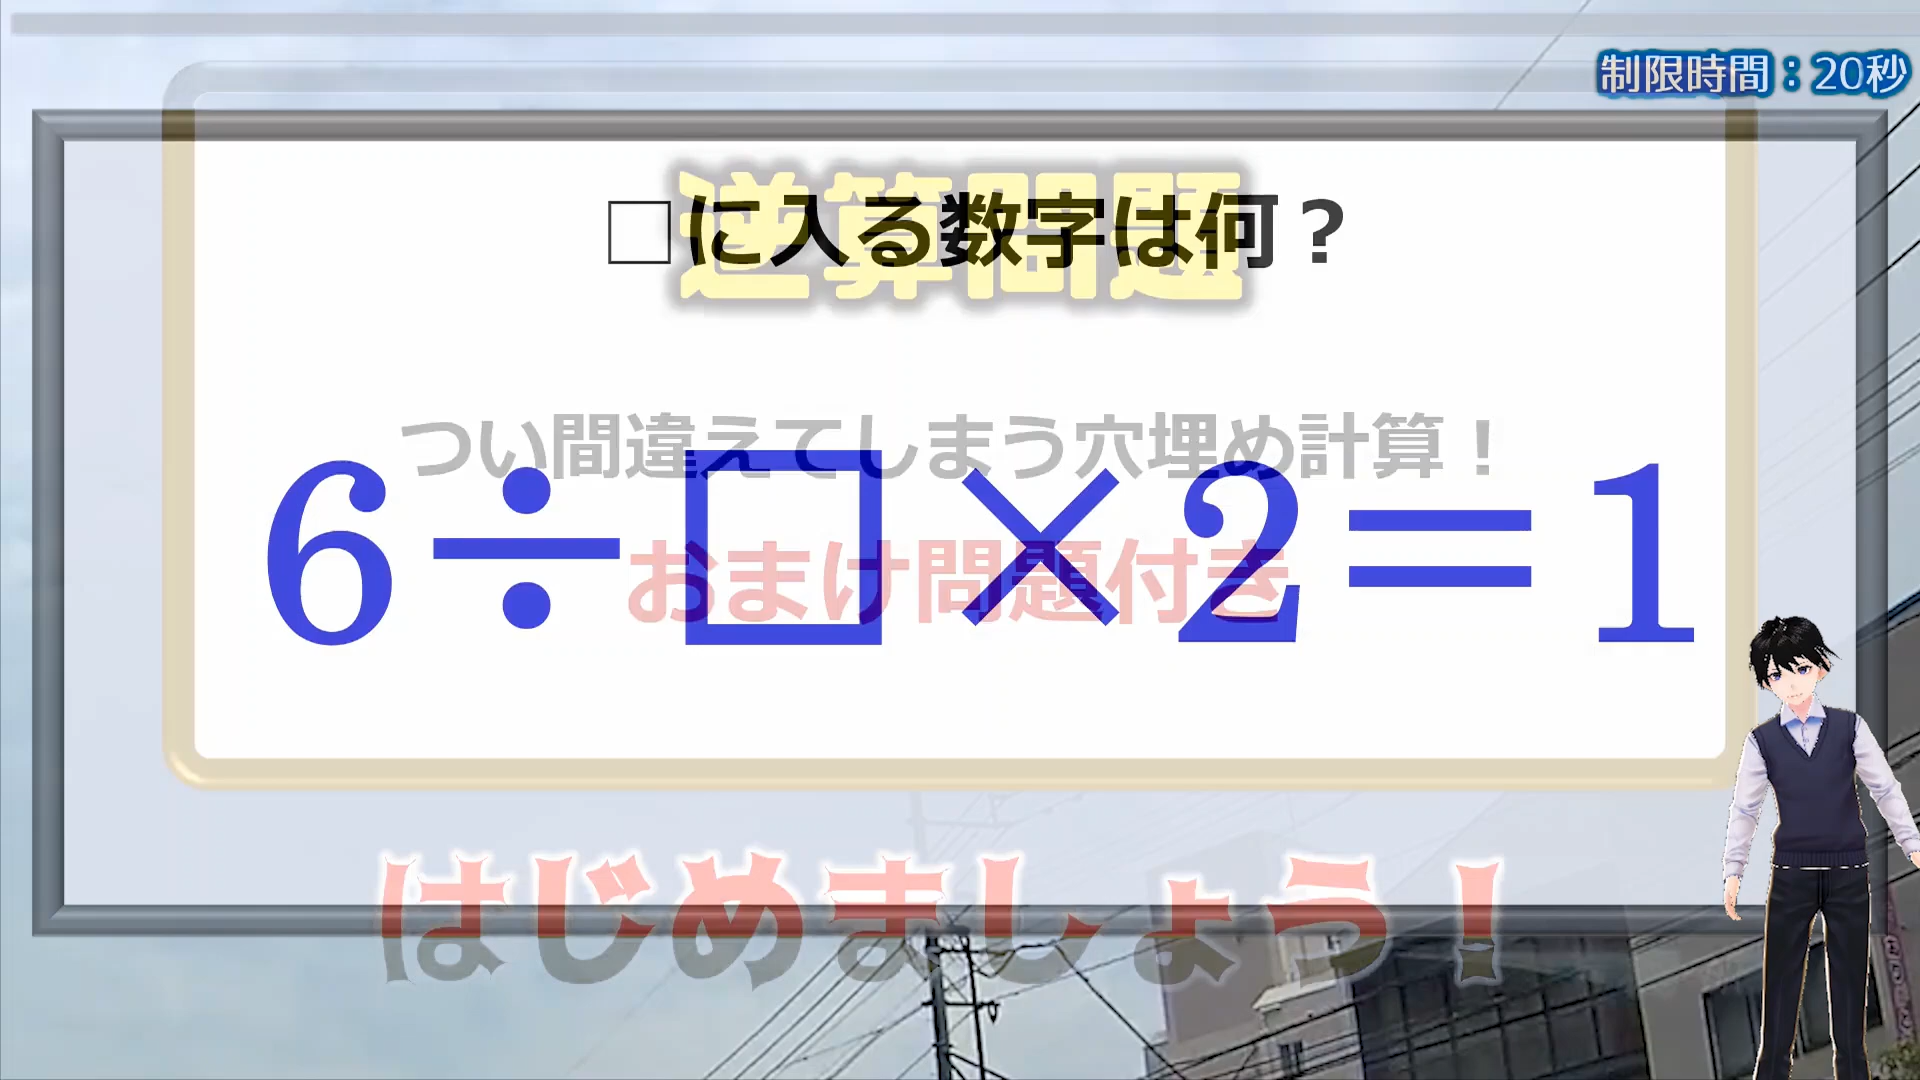 制限時間：20秒
逆算問題
□に入る数字は何？
つい間違えてしまう穴埋め計算！
6÷□×2=1
おまけ問題付き
はじめましょう！